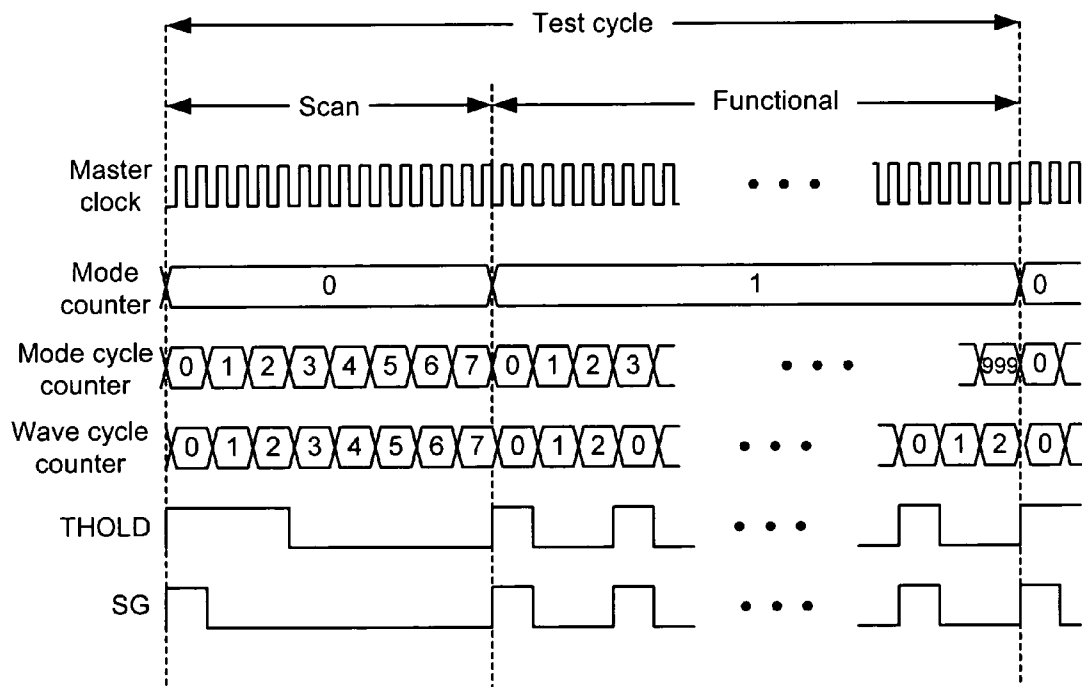 Test cycle
Scan
Functional
Master
clock
Mode
counter
0
1
0
Mode cycle
counter
0 1 2 3 4 5 6 7 0 1 2 3
999 0
Wave cycle
counter
0 1 2 3 4 5 6 7 0 1 2 0
0 1 2 0
THOLD
SG